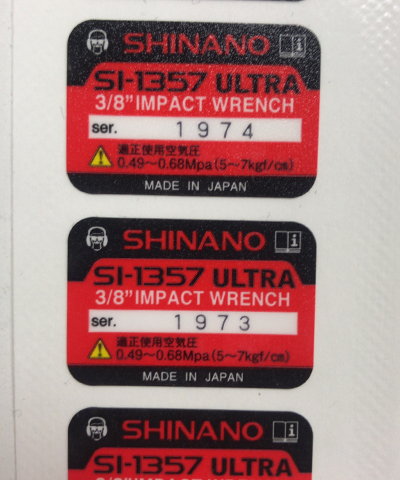 SHINANO
SI-1357 ULTRA
3/8"IMPACT WRENCH
ser. 1974
適正使用空気圧
0.49～0.68Mpa(5～7kgf/c㎡)
MADE IN JAPAN
SHINANO
SI-1357 ULTRA
3/8"IMPACT WRENCH
ser. 1973
適正使用空気圧
0.49～0.68Mpa(5～7kgf/c㎡)
MADE IN JAPAN
SHINANO
SI-1357 ULTRA